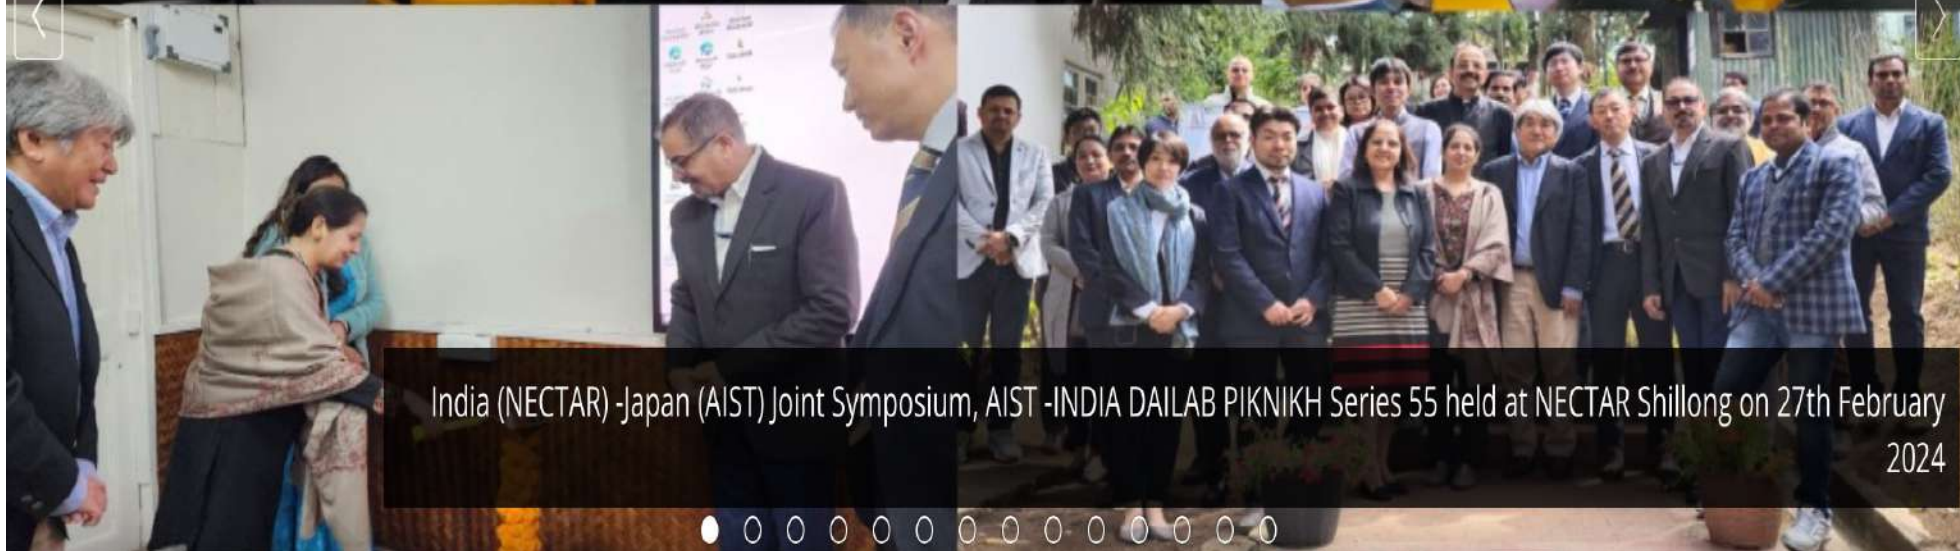 India (NECTAR) -Japan (AIST) Joint Symposium, AIST -INDIA DAILAB PIKNIKH Series 55 held at NECTAR Shillong on 27th February
2024